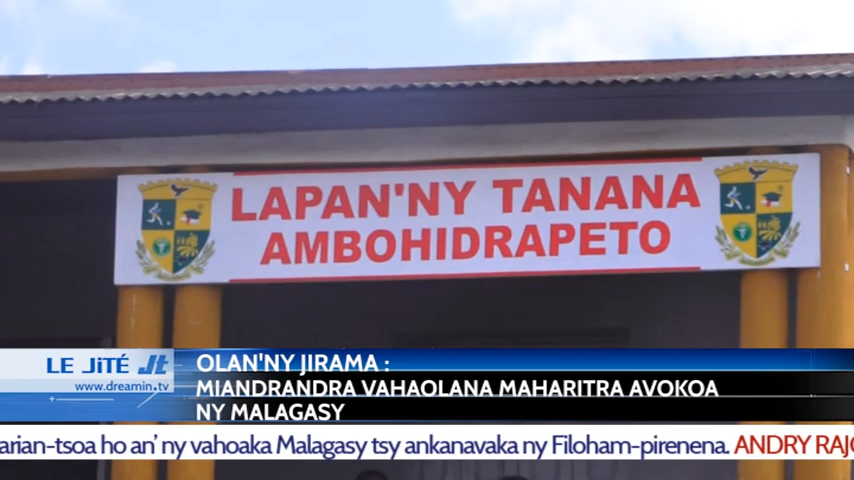 LAPAN'NY TANANA
AMBOHIDRAPETO
LE JiTÉ Jt
www.dreamin.tv
OLAN'NY JIRAMA :
MIANDRANDRA VAHAOLANA MAHARITRA AVOKOA
NY MALAGASY
arian-tsoa ho an' ny vahoaka Malagasy tsy ankanavaka ny Filoham-pirenena. ANDRY RAJO